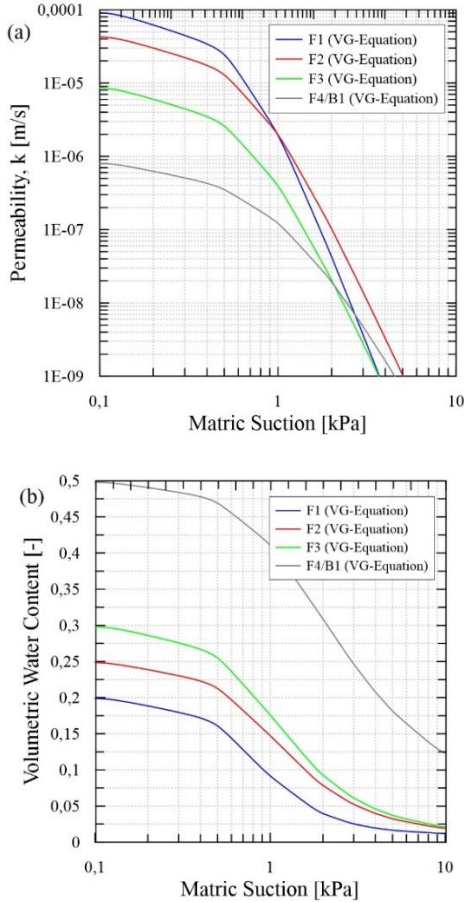 (a)
0,0001
1E-05
1E-06
1E-07
1E-08
1E-09
Permeability, k [m/s]
F1 (VG-Equation)
F2 (VG-Equation)
F3 (VG-Equation)
F4/B1 (VG-Equation)
0,1
1
10
Matric Suction [kPa]
(b)
0,5
0,45
0,4
0,35
0,3
0,25
0,2
0,15
0,1
0,05
0
Volumetric Water Content [-]
F1 (VG-Equation)
F2 (VG-Equation)
F3 (VG-Equation)
F4/B1 (VG-Equation)
0,1
1
10
Matric Suction [kPa]